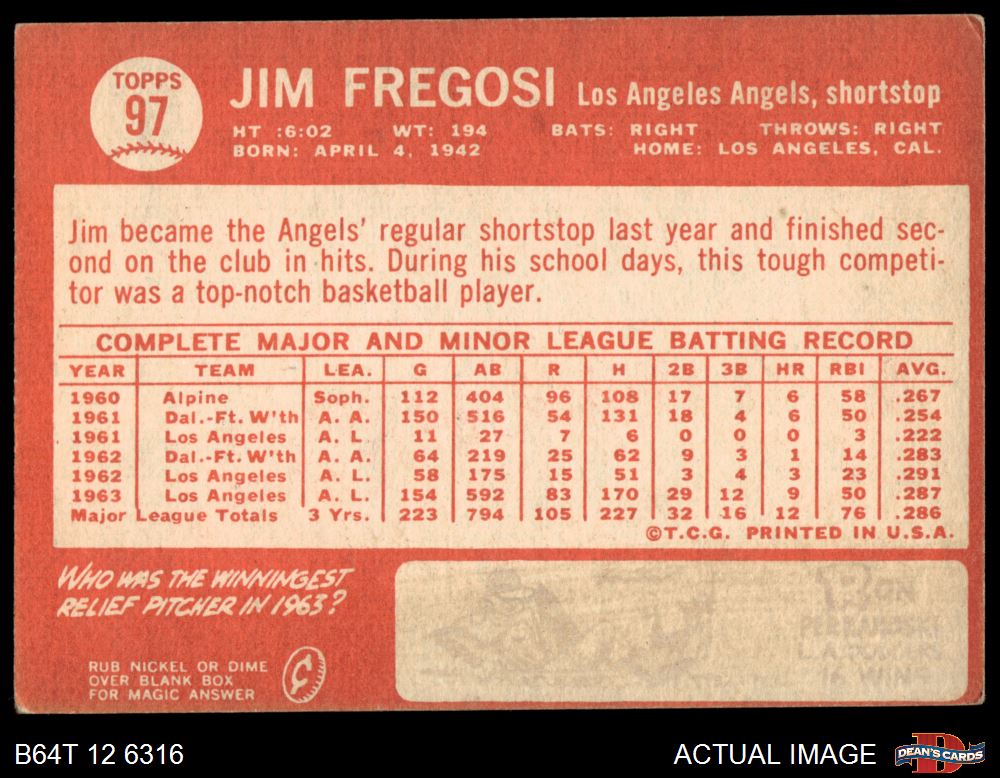 TOPPS
97
JIM FREGOSI Los Angeles Angels, shortstop
HT :6:02 WT: 194 BATS: RIGHT THROWS: RIGHT
BORN: APRIL 4, 1942 HOME: LOS ANGELES, CAL.
Jim became the Angels' regular shortstop last year and finished sec-
ond on the club in hits. During his school days, this tough competi-
tor was a top-notch basketball player.
COMPLETE MAJOR AND MINOR LEAGUE BATTING RECORD
YEAR TEAM LEA. G AB R H 2B 3B HR RBI AVG.
1960 Alpine Soph. 112 404 96 108 17 7 6 58 .267
1961 Dal.-Ft. W'th A. A. 150 516 54 131 18 4 6 50 .254
1961 Los Angeles A. L. 11 27 7 6 0 0 0 3 .222
1962 Dal.-Ft. W'th A. A. 64 219 25 62 9 3 1 14 .283
1962 Los Angeles A. L. 58 175 15 51 3 4 3 23 .291
1963 Los Angeles A. L. 154 592 83 170 29 12 9 50 .287
Major League Totals 3 Yrs. 223 794 105 227 32 16 12 76 .286
©T.C.G. PRINTED IN U.S.A.
WHO WAS THE WINNINGEST
RELIEF PITCHER IN 1963?
RUB NICKEL OR DIME
OVER BLANK BOX
FOR MAGIC ANSWER
RON
PERRANOSKI
L.A. DODGERS
16 WINS
B64T 12 6316 ACTUAL IMAGE DEAN'S CARDS